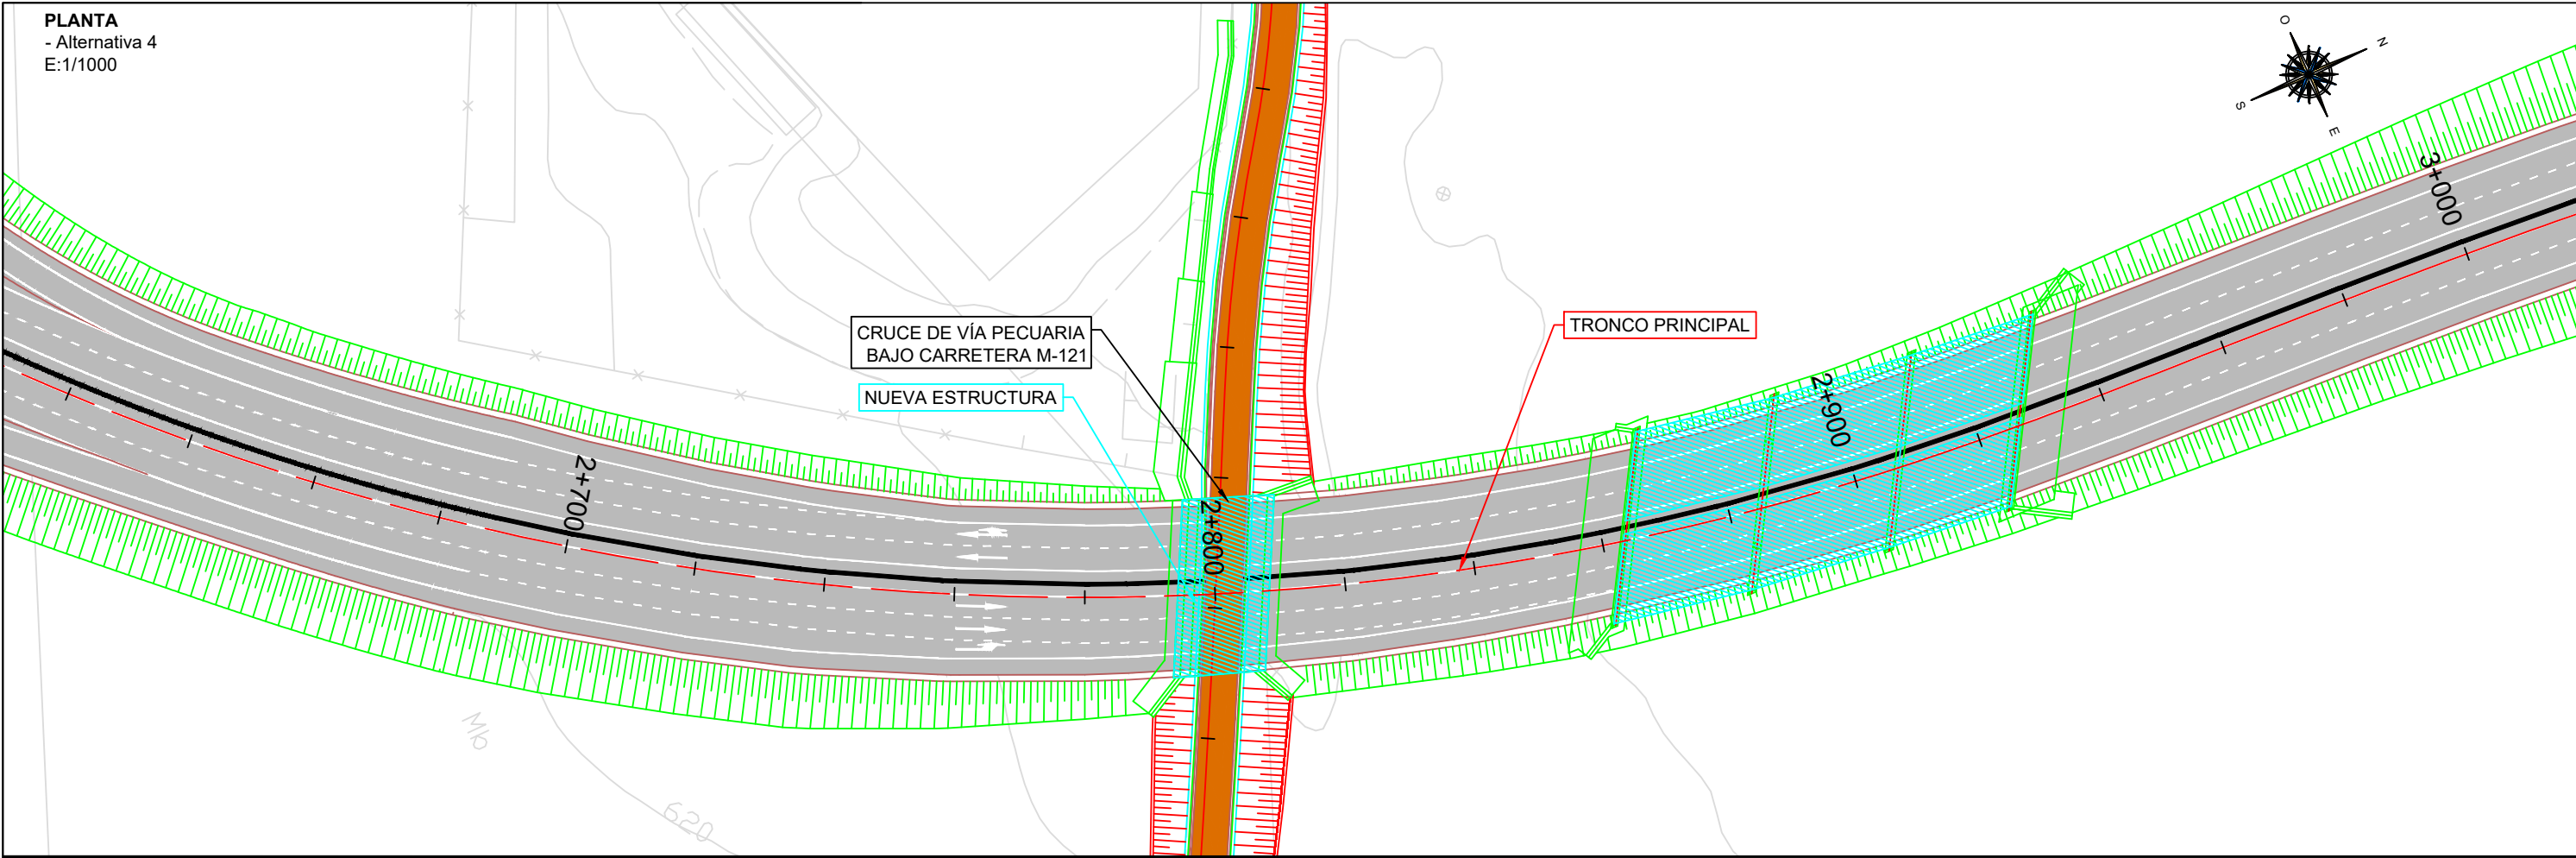 PLANTA
- Alternativa 4
E:1/1000
O
N
S
E
3+000
CRUCE DE VÍA PECUARIA
BAJO CARRETERA M-121
TRONCO PRINCIPAL
NUEVA ESTRUCTURA
2+900
2+700
2+800
620